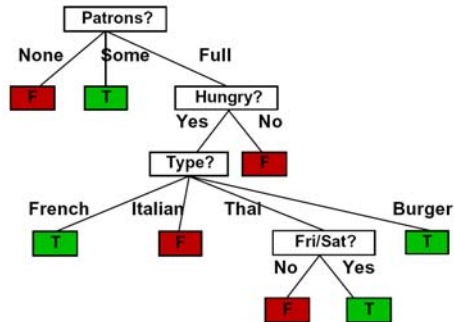 Patrons?
None Some Full
F T Hungry?
Yes No
Type? F
French Italian Thai Burger
T F Fri/Sat? T
No Yes
F T